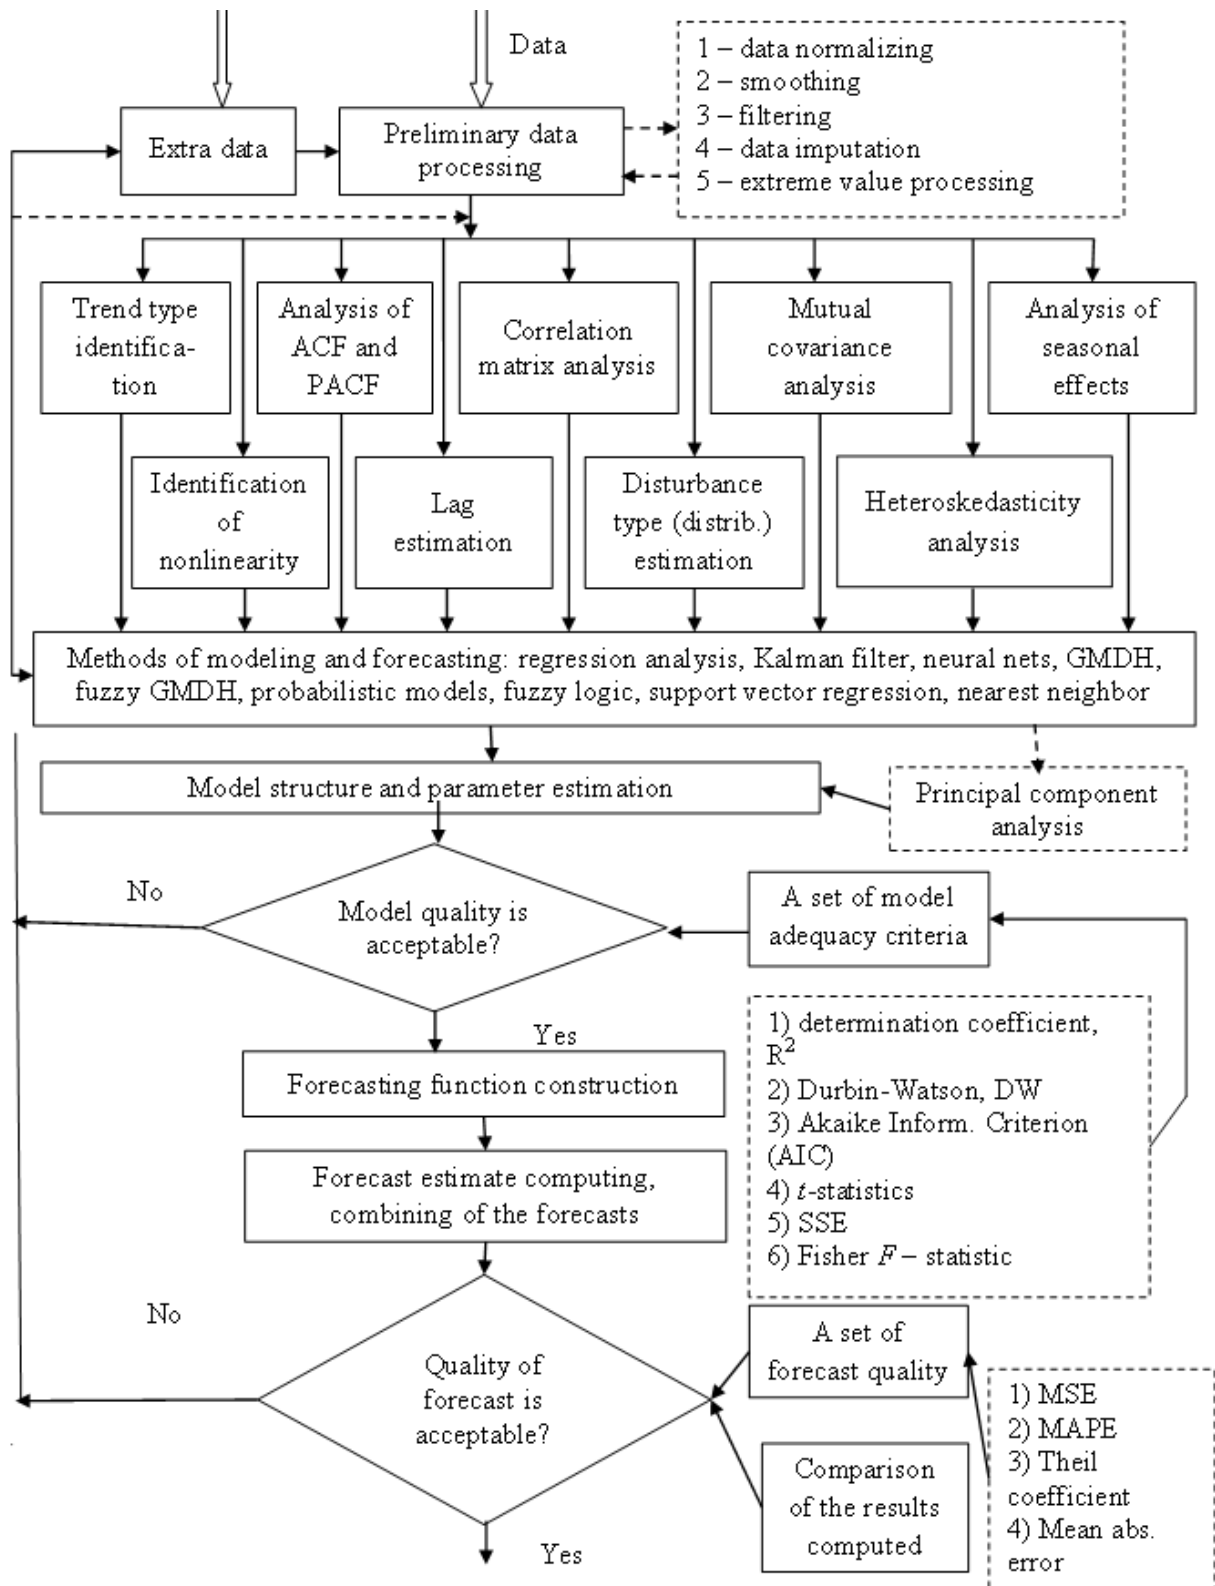 Data
1 – data normalizing
2 – smoothing
3 – filtering
4 – data imputation
5 – extreme value processing
Extra data
Preliminary data
processing
Trend type
identifica-
tion
Analysis of
ACF and
PACF
Correlation
matrix analysis
Mutual
covariance
analysis
Analysis of
seasonal
effects
Identification
of
nonlinearity
Lag
estimation
Disturbance
type (distrib.)
estimation
Heteroskedasticity
analysis
Methods of modeling and forecasting: regression analysis, Kalman filter, neural nets, GMDH,
fuzzy GMDH, probabilistic models, fuzzy logic, support vector regression, nearest neighbor
Model structure and parameter estimation
Principal component
analysis
No
Model quality is
acceptable?
A set of model
adequacy criteria
Yes
1) determination coefficient,
R²
2) Durbin-Watson, DW
3) Akaike Inform. Criterion
(AIC)
4) t-statistics
5) SSE
6) Fisher F – statistic
Forecasting function construction
Forecast estimate computing,
combining of the forecasts
No
Quality of
forecast is
acceptable?
A set of
forecast quality
1) MSE
2) MAPE
3) Theil
coefficient
4) Mean abs.
error
Comparison
of the results
computed
Yes